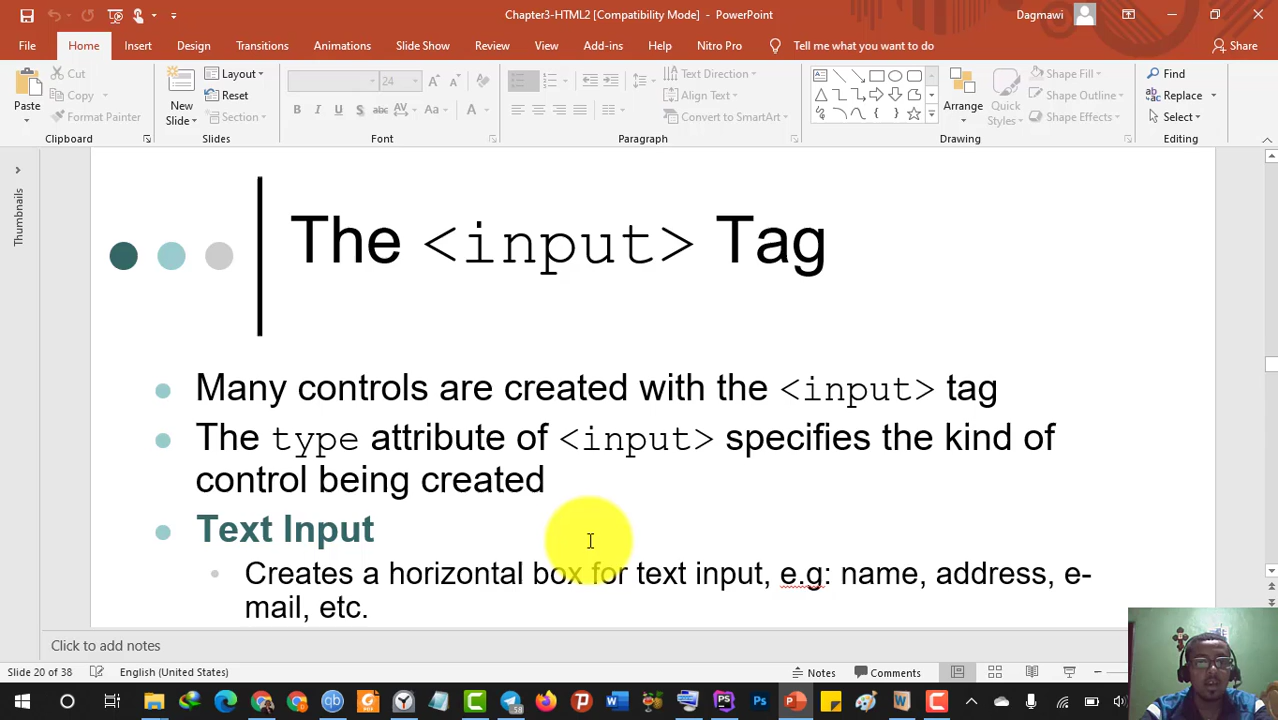 Chapter3-HTML2 [Compatibility Mode] - PowerPoint
Dagmawi
File Home Insert Design Transitions Animations Slide Show Review View Add-ins Help Nitro Pro Tell me what you want to do Share
Cut Layout 24 Text Direction Shape Fill Find
Paste Copy New Slide Reset Align Text Arrange Quick Styles Shape Outline Replace
Format Painter Section B I U S abc AV Aa A Convert to SmartArt Shape Effects Select
Clipboard Slides Font Paragraph Drawing Editing
Thumbnails
The <input> Tag
Many controls are created with the <input> tag
The type attribute of <input> specifies the kind of
control being created
Text Input
Creates a horizontal box for text input, e.g: name, address, e-
mail, etc.
Click to add notes
Slide 20 of 38 English (United States) Notes Comments